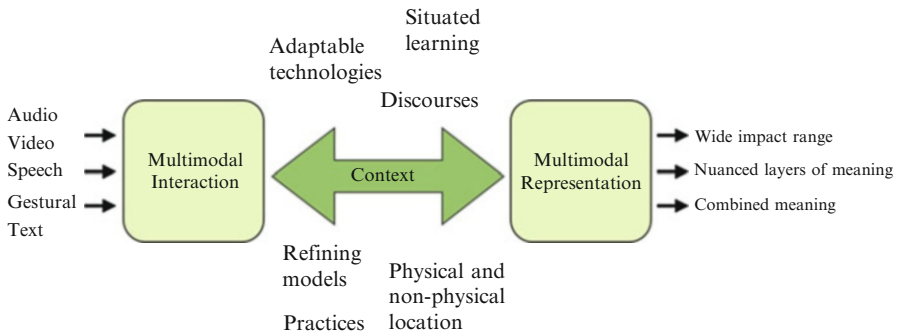 Situated
learning
Adaptable
technologies
Discourses
Audio
Video
Speech
Gestural
Text
Multimodal
Interaction
Context
Multimodal
Representation
Wide impact range
Nuanced layers of meaning
Combined meaning
Refining
models
Practices
Physical and
non-physical
location